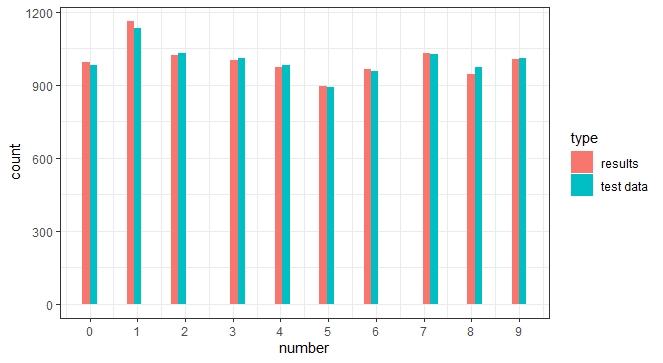 1200
900
600
300
0
count
0 1 2 3 4 5 6 7 8 9
number
type
results
test data